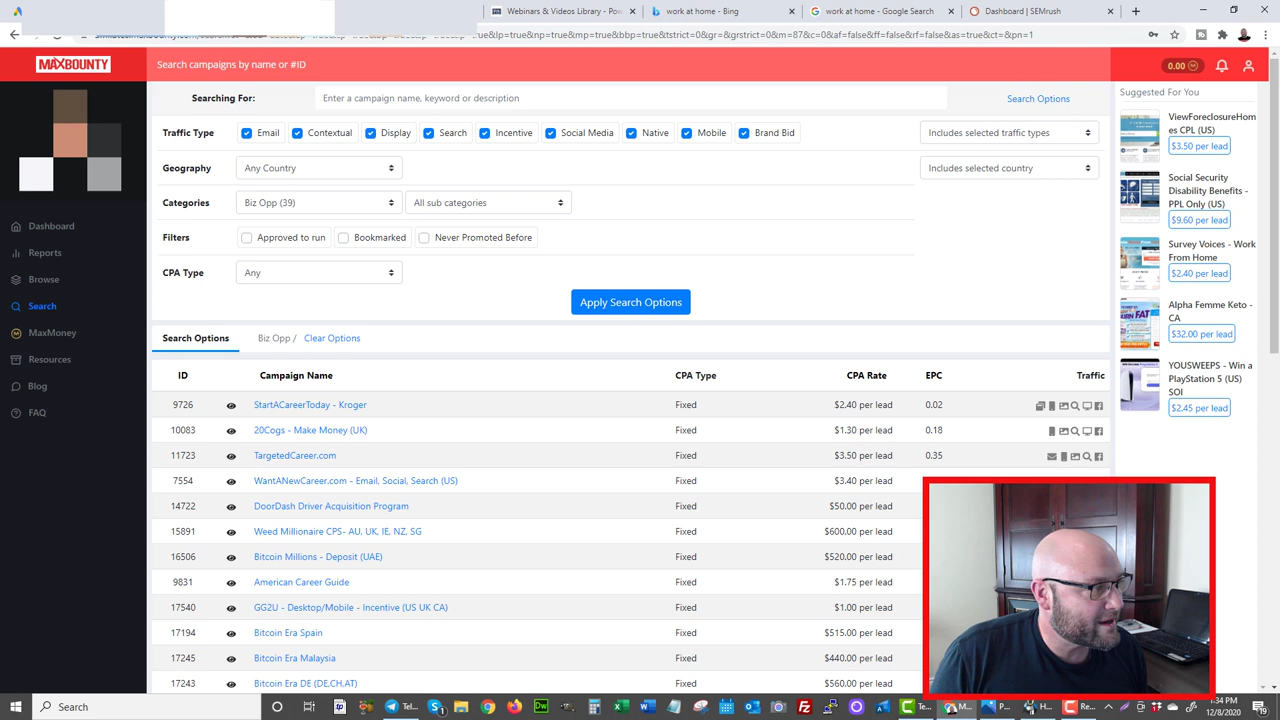 Webinars & Videos Library - Pow
work at home - Bing
Google Search Console
Dashboard | ShareASale
MAXBOUNTY
Search campaigns by name or #ID
0.00
Searching For:
Enter a campaign name, keyword or description
Search Options
Traffic Type
Email
Contextual
Display
Search
Incentive
Social Media
Native
Mobile
Brand Bid
Includes selected traffic types
Geography
Any Country
Includes selected country
Categories
Biz Opp (39)
All sub categories
Filters
Approved to run
Bookmarked
Never Promoted Before
CPA Type
Any
Apply Search Options
Dashboard
Reports
Browse
Search
MaxMoney
Resources
Blog
FAQ
Search Options
Biz Opp / Clear Options
ID Campaign Name CPA Type CPA EPC Traffic
9726 StartACareerToday - Kroger Fixed $2.40 per lead 0.02
10083 20Cogs - Make Money (UK) Fixed $1.30 per lead 0.18
11723 TargetedCareer.com Fixed $3.50 per lead 0.35
7554 WantANewCareer.com - Email, Social, Search (US) Fixed $3.40 per lead
14722 DoorDash Driver Acquisition Program Fixed $50.00 per lead
15891 Weed Millionaire CPS- AU, UK, IE, NZ, SG Fixed $600.00 per lead
16506 Bitcoin Millions - Deposit (UAE) Fixed $520.00 per lead
9831 American Career Guide Fixed $1.75 per lead
17540 GG2U - Desktop/Mobile - Incentive (US UK CA) Fixed $1.00 per lead
17194 Bitcoin Era Spain Fixed $515.00 per lead
17245 Bitcoin Era Malaysia Fixed $440.00 per lead
17243 Bitcoin Era DE (DE,CH,AT) Fixed $560.00 per lead
Suggested For You
ViewForeclosureHom
es CPL (US)
$3.50 per lead
Social Security
Disability Benefits -
PPL Only (US)
$9.60 per lead
Survey Voices - Work
From Home
$2.40 per lead
Alpha Femme Keto -
CA
$32.00 per lead
YOUSWEEPS - Win a
PlayStation 5 (US)
SOI
$2.45 per lead
Search
12/8/2020